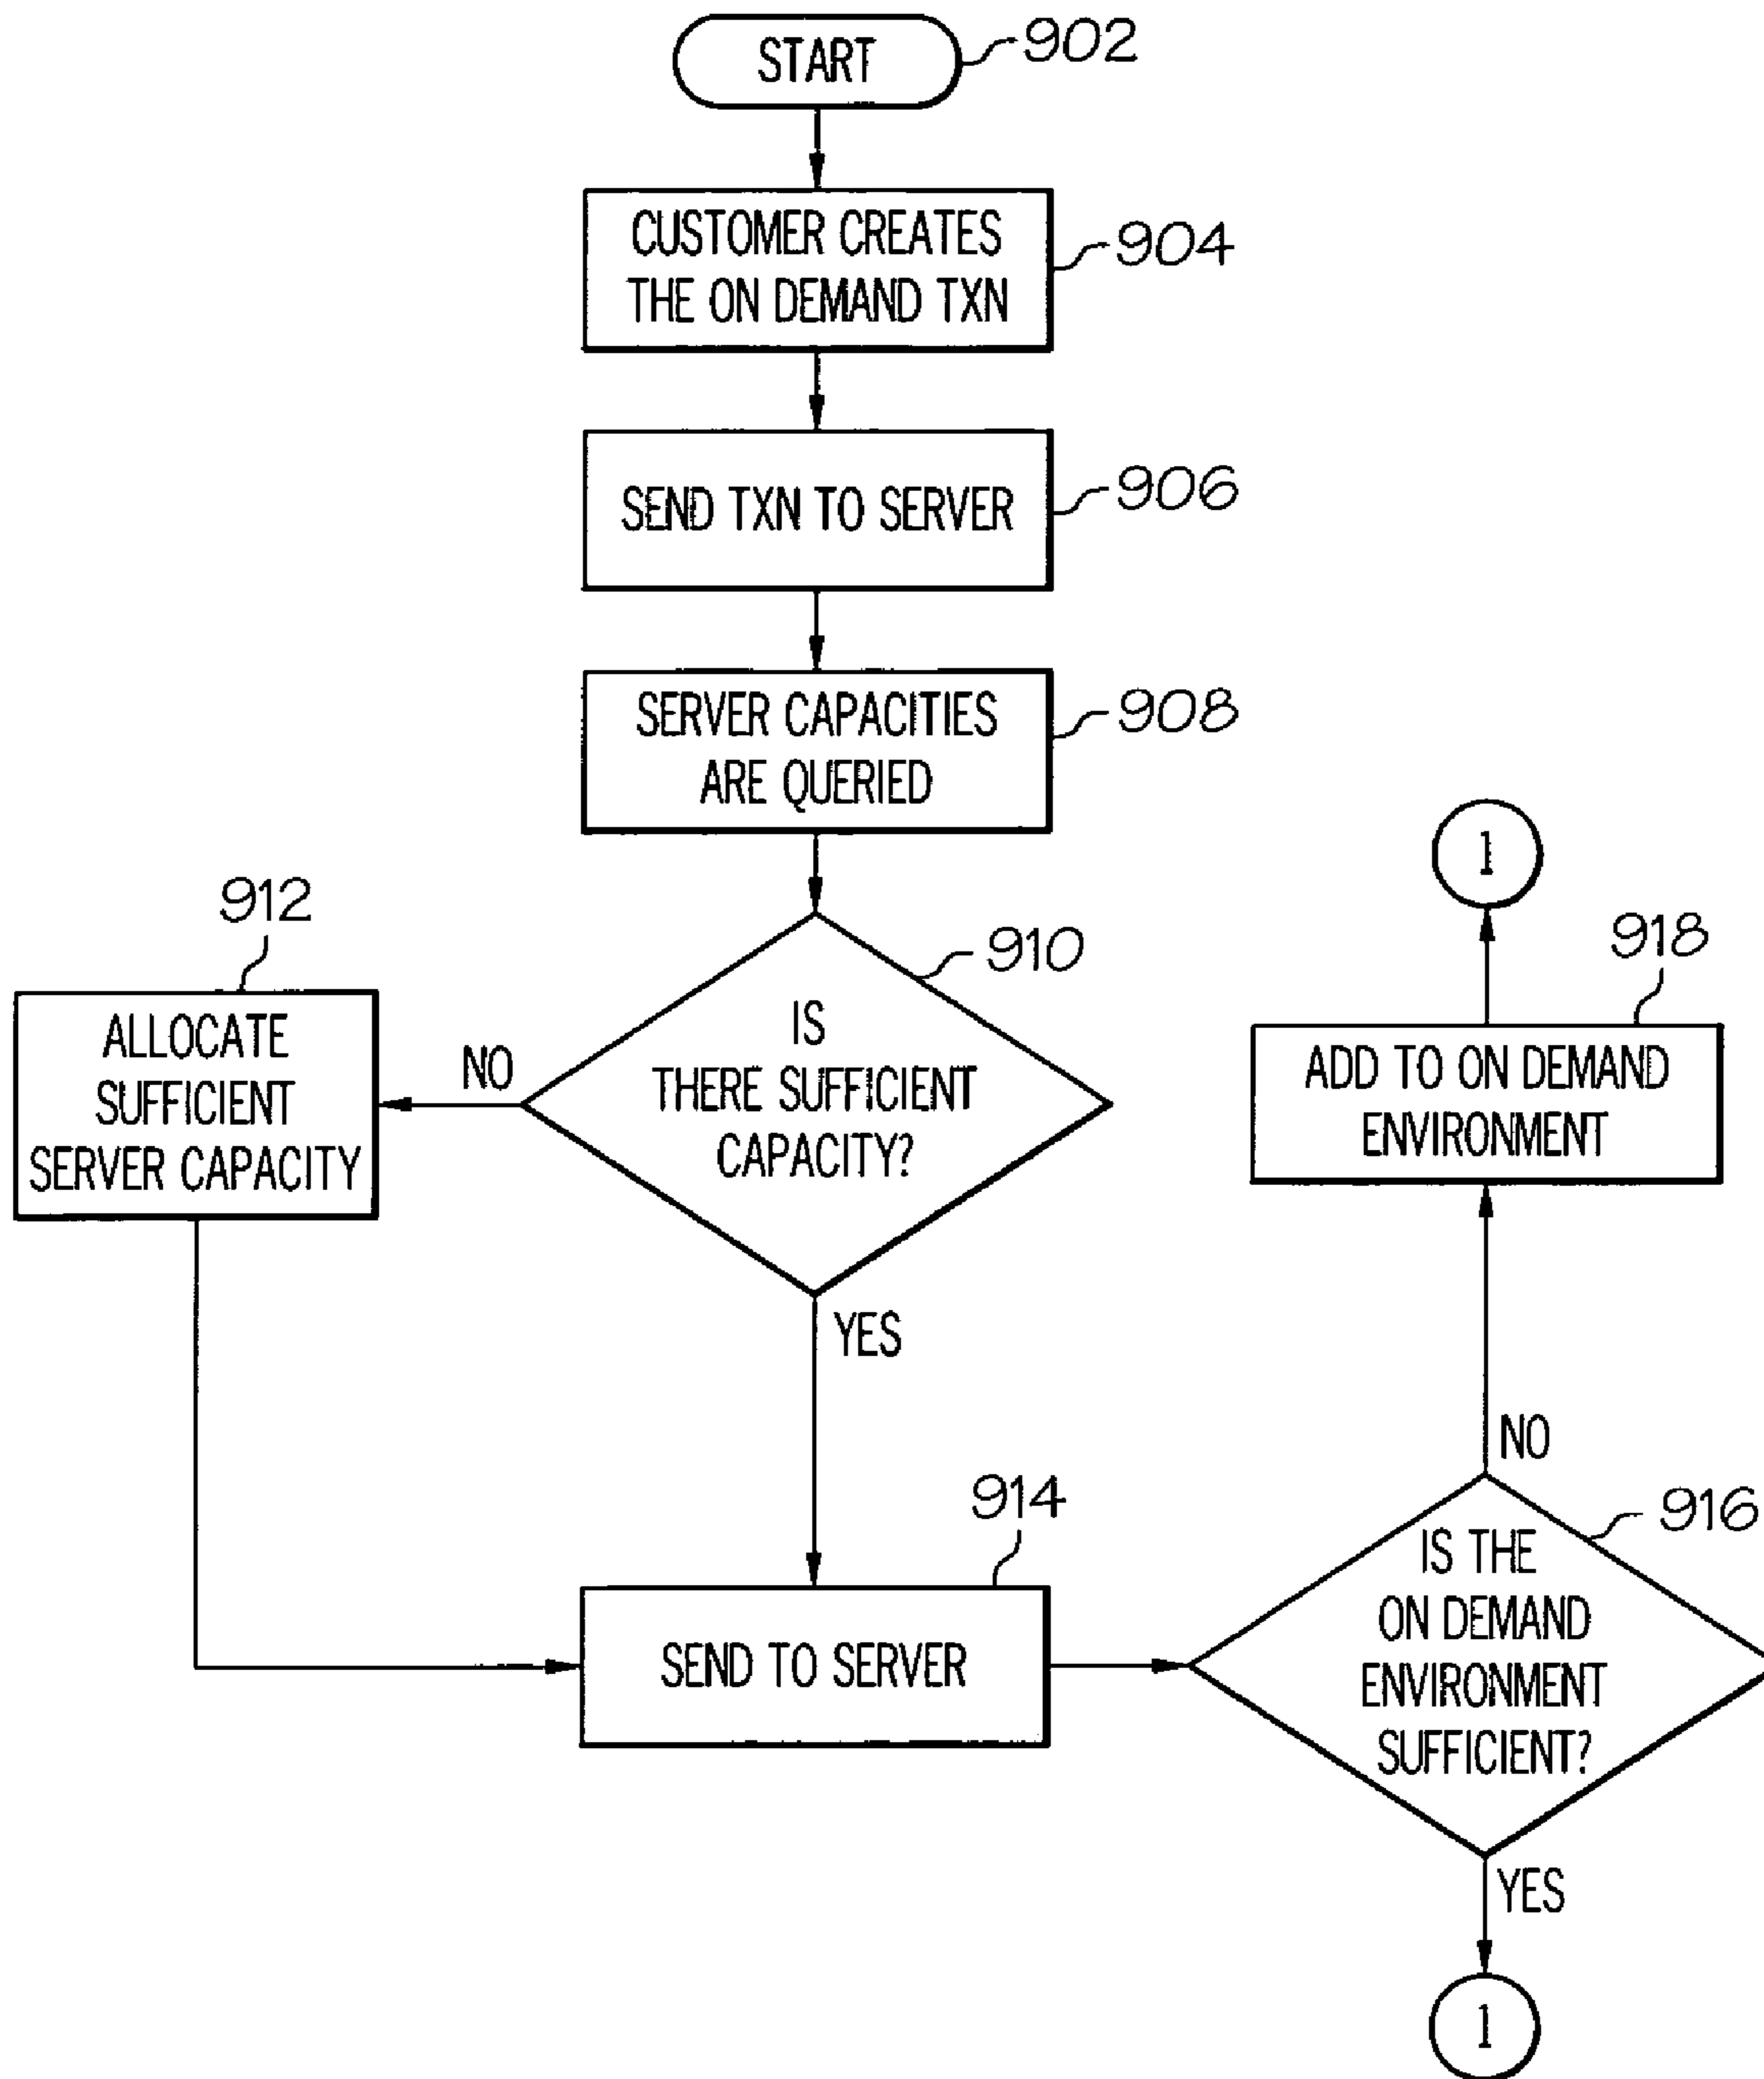 START
902
CUSTOMER CREATES
THE ON DEMAND TXN
904
SEND TXN TO SERVER
906
SERVER CAPACITIES
ARE QUERIED
908
IS
THERE SUFFICIENT
CAPACITY?
910
NO
912
ALLOCATE
SUFFICIENT
SERVER CAPACITY
YES
914
SEND TO SERVER
916
IS THE
ON DEMAND
ENVIRONMENT
SUFFICIENT?
NO
918
ADD TO ON DEMAND
ENVIRONMENT
1
YES
1